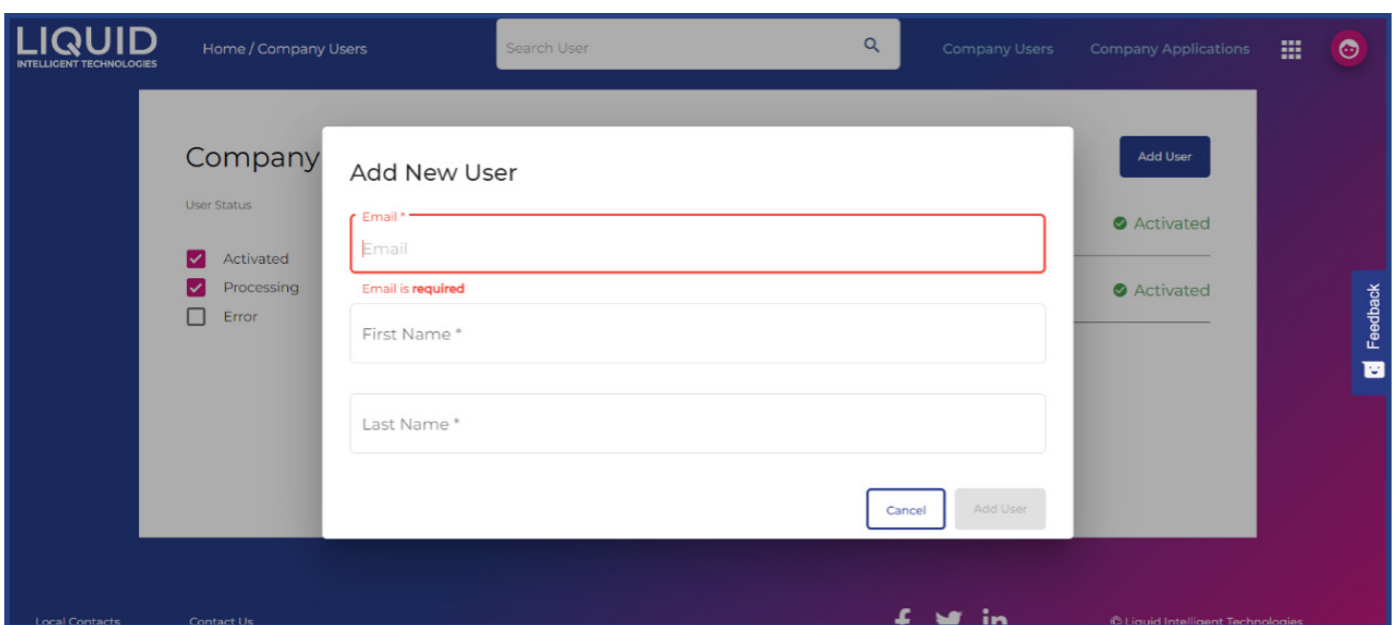 LIQUID
INTELLIGENT TECHNOLOGIES
Home / Company Users
Search User
Company Users
Company Applications
Company
Add User
User Status
Activated
Processing
Error
Add New User
Email *
Email
Email is required
First Name *
Last Name *
Cancel
Add User
Activated
Activated
Feedback
Local Contacts
Contact Us
© Liquid Intelligent Technologies